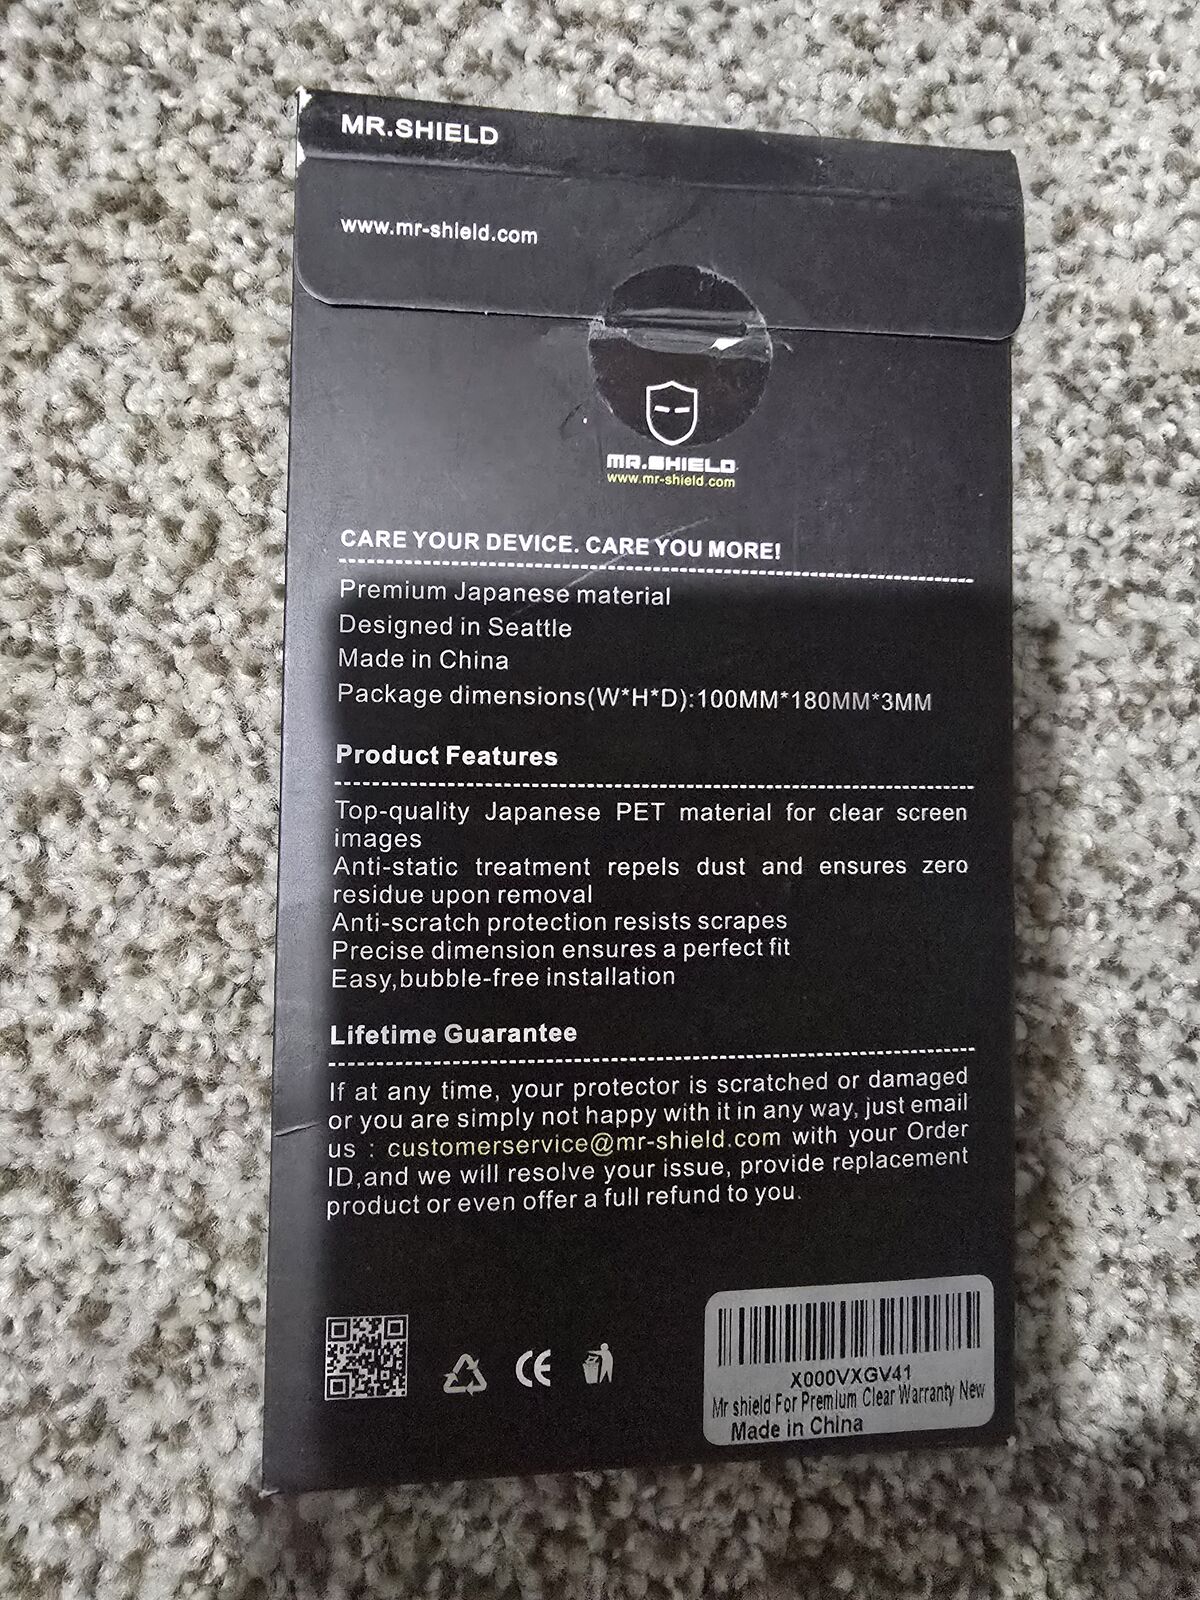 MR.SHIELD
www.mr-shield.com
MR.SHIELD
www.mr-shield.com
CARE YOUR DEVICE. CARE YOU MORE!
Premium Japanese material
Designed in Seattle
Made in China
Package dimensions(W*H*D):100MM*180MM*3MM
Product Features
Top-quality Japanese PET material for clear screen
images
Anti-static treatment repels dust and ensures zero
residue upon removal
Anti-scratch protection resists scrapes
Precise dimension ensures a perfect fit
Easy,bubble-free installation
Lifetime Guarantee
If at any time, your protector is scratched or damaged
or you are simply not happy with it in any way, just email
us : customerservice@mr-shield.com with your Order
ID,and we will resolve your issue, provide replacement
product or even offer a full refund to you.
CE
X000VXGV41
Mr shield For Premium Clear Warranty New
Made in China